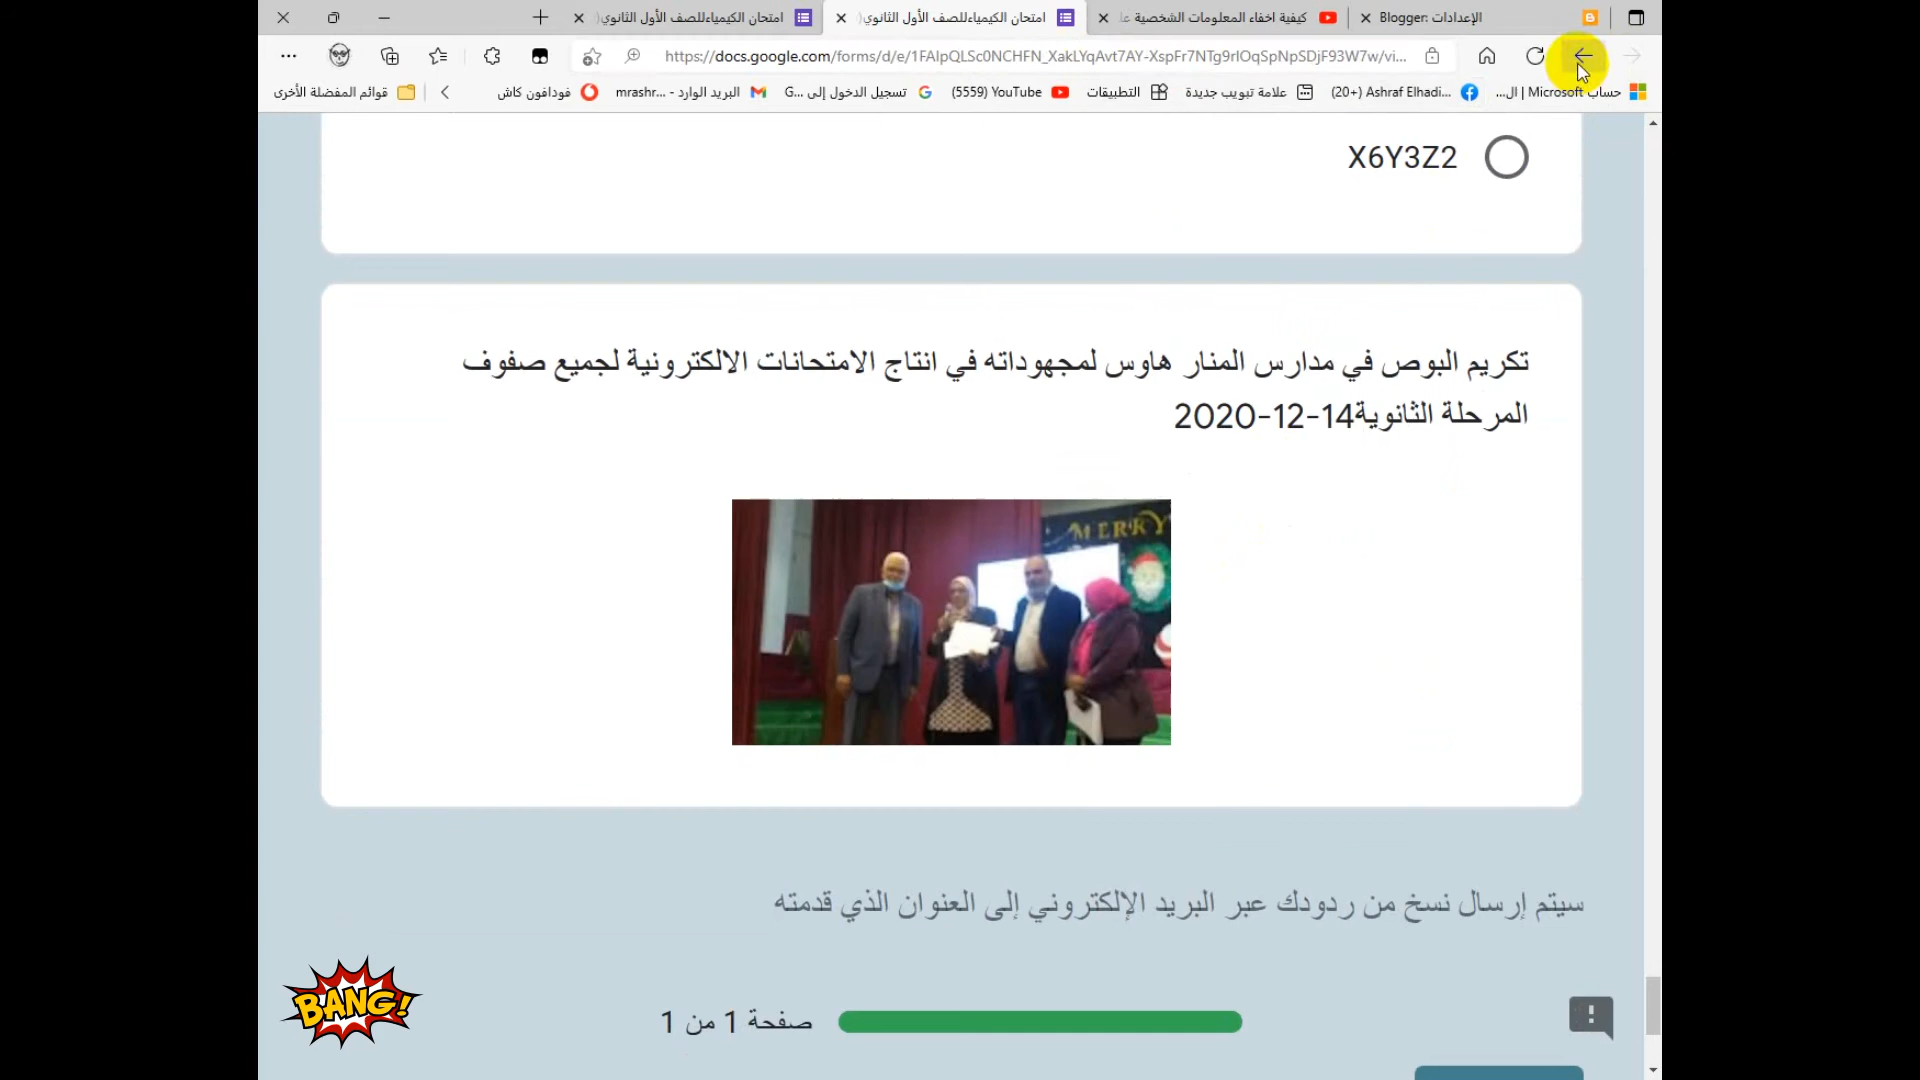 امتحان الكيمياءللصف الأول الثانوي(
امتحان الكيمياءللصف الأول الثانوي(
كيفية اخفاء المعلومات الشخصية عا
الإعدادات :Blogger
https://docs.google.com/forms/d/e/1FAIpQLSc0NCHFN_XakLYqAvt7AY-XspFr7NTg9rIOqSpNpSDjF93W7w/vi...
حساب Microsoft | ال...
(20+) Ashraf Elhadi...
علامة تبويب جديدة
التطبيقات
(5559) YouTube
تسجيل الدخول إلى G...
البريد الوارد - mrashr...
فودافون كاش
قوائم المفضلة الأخرى
X6Y3Z2
تكريم البوص في مدارس المنار هاوس لمجهوداته في انتاج الامتحانات الالكترونية لجميع صفوف
المرحلة الثانوية14-12-2020
MERRY
سيتم إرسال نسخ من ردودك عبر البريد الإلكتروني إلى العنوان الذي قدمته
صفحة 1 من 1
BANG!